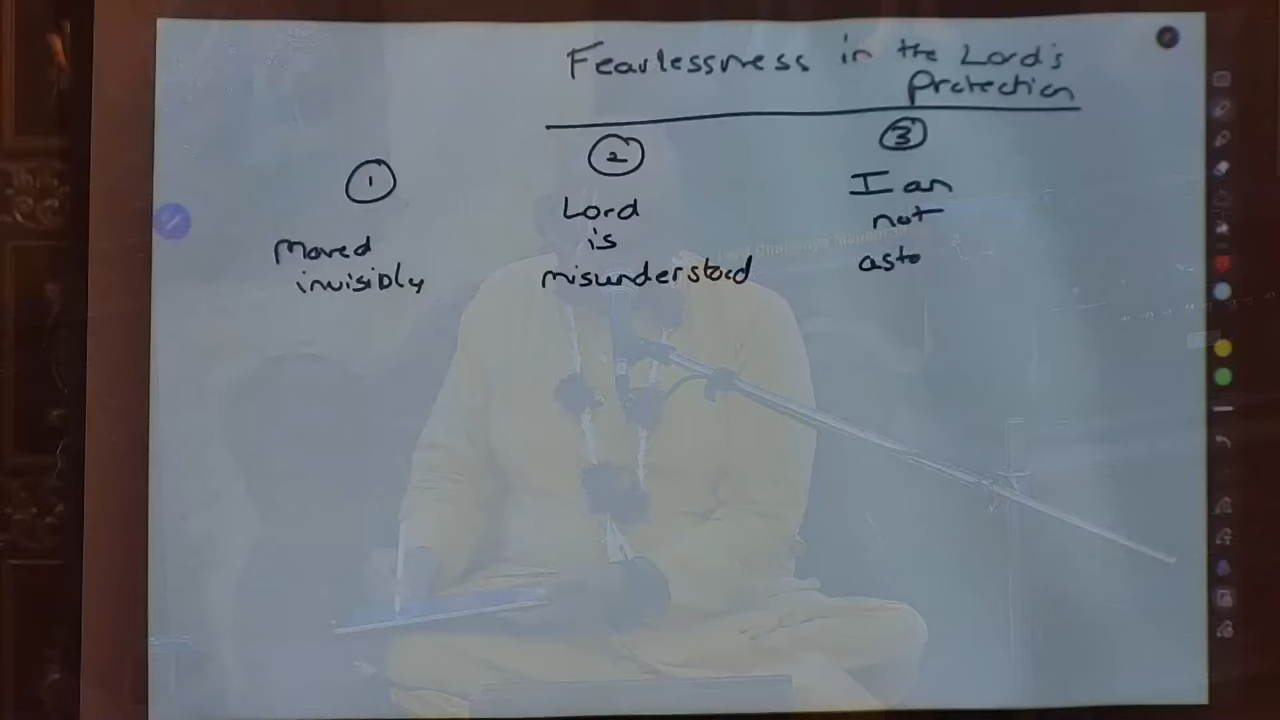 Fearlessness in the Lord's
Protection
1
Moved
invisibly
2
Lord
is
misunderstood
3
I am
not
asto